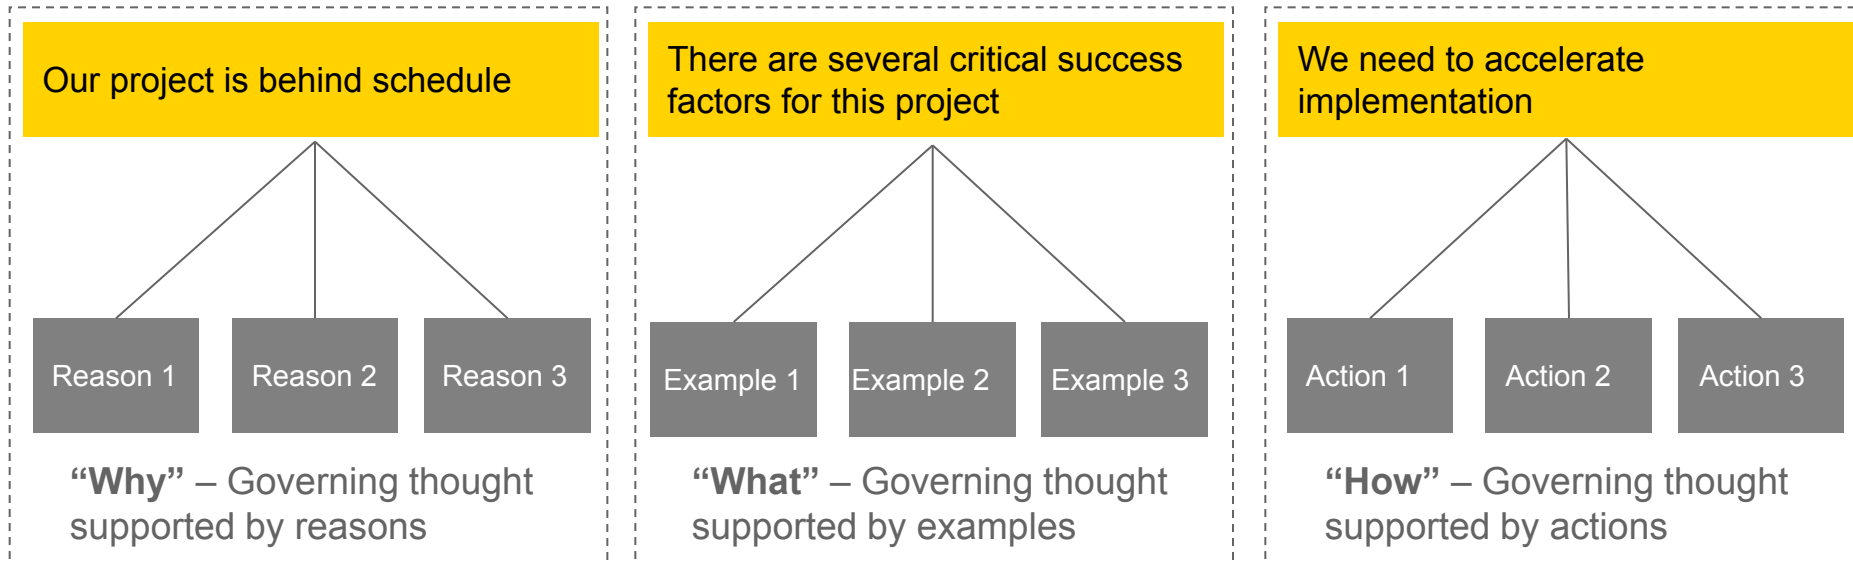 Our project is behind schedule
Reason 1
Reason 2
Reason 3
“Why” – Governing thought
supported by reasons
There are several critical success
factors for this project
Example 1
Example 2
Example 3
“What” – Governing thought
supported by examples
We need to accelerate
implementation
Action 1
Action 2
Action 3
“How” – Governing thought
supported by actions